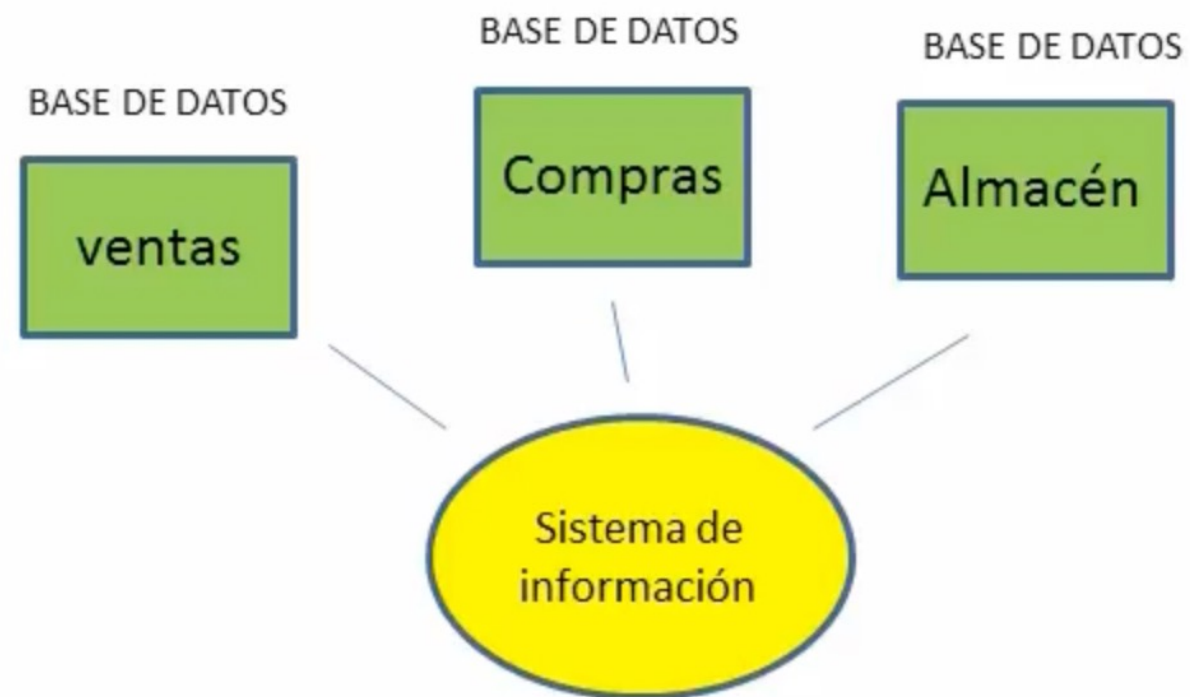 BASE DE DATOS
ventas
BASE DE DATOS
Compras
BASE DE DATOS
Almacén
Sistema de
información